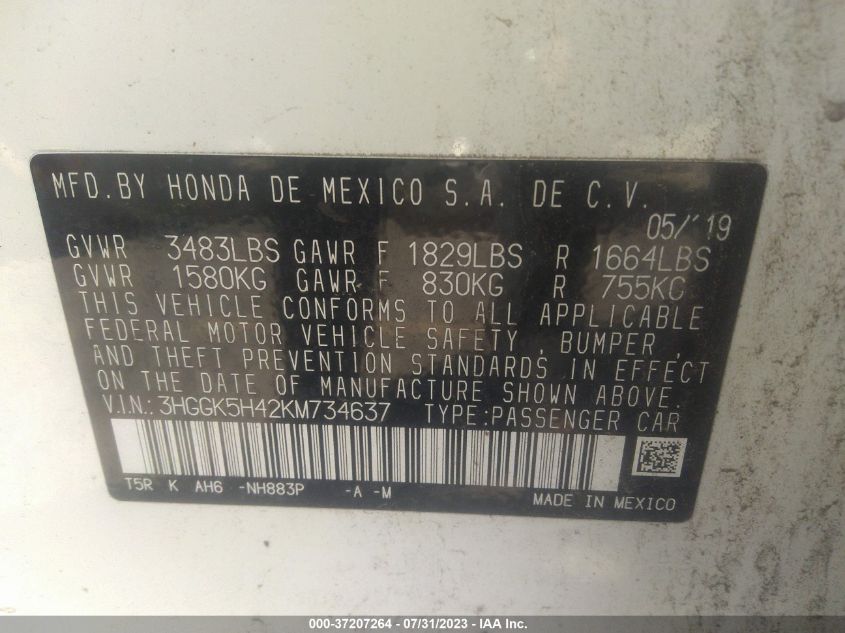 MFD.BY HONDA DE MEXICO S.A. DE C.V.
05/'19
GVWR 3483LBS GAWR F 1829LBS R 1664LBS
GVWR 1580KG GAWR F 830KG R 755KG
THIS VEHICLE CONFORMS TO ALL APPLICABLE
FEDERAL MOTOR VEHICLE SAFETY , BUMPER ,
AND THEFT PREVENTION STANDARDS IN EFFECT
ON THE DATE OF MANUFACTURE SHOWN ABOVE.
V.I.N.:3HGGK5H42KM734637 TYPE:PASSENGER CAR
T5R K AH6 -NH883P -A -M
MADE IN MEXICO
000-37207264 - 07/31/2023 - IAA Inc.